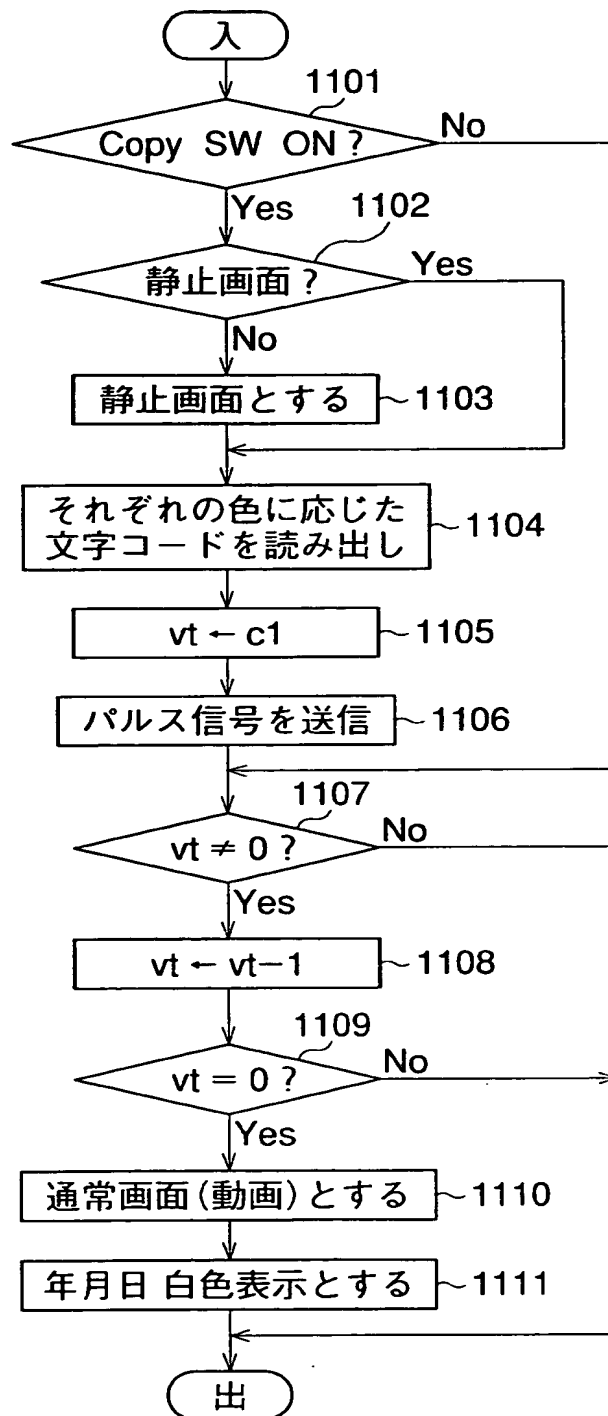 入
1101
Copy SW ON ?
No
Yes
1102
静止画面 ?
Yes
No
静止画面とする
1103
それぞれの色に応じた
文字コードを読み出し
1104
vt ← c1
1105
パルス信号を送信
1106
1107
vt ≠ 0 ?
No
Yes
vt ← vt−1
1108
1109
vt = 0 ?
No
Yes
通常画面(動画)とする
1110
年月日 白色表示とする
1111
出